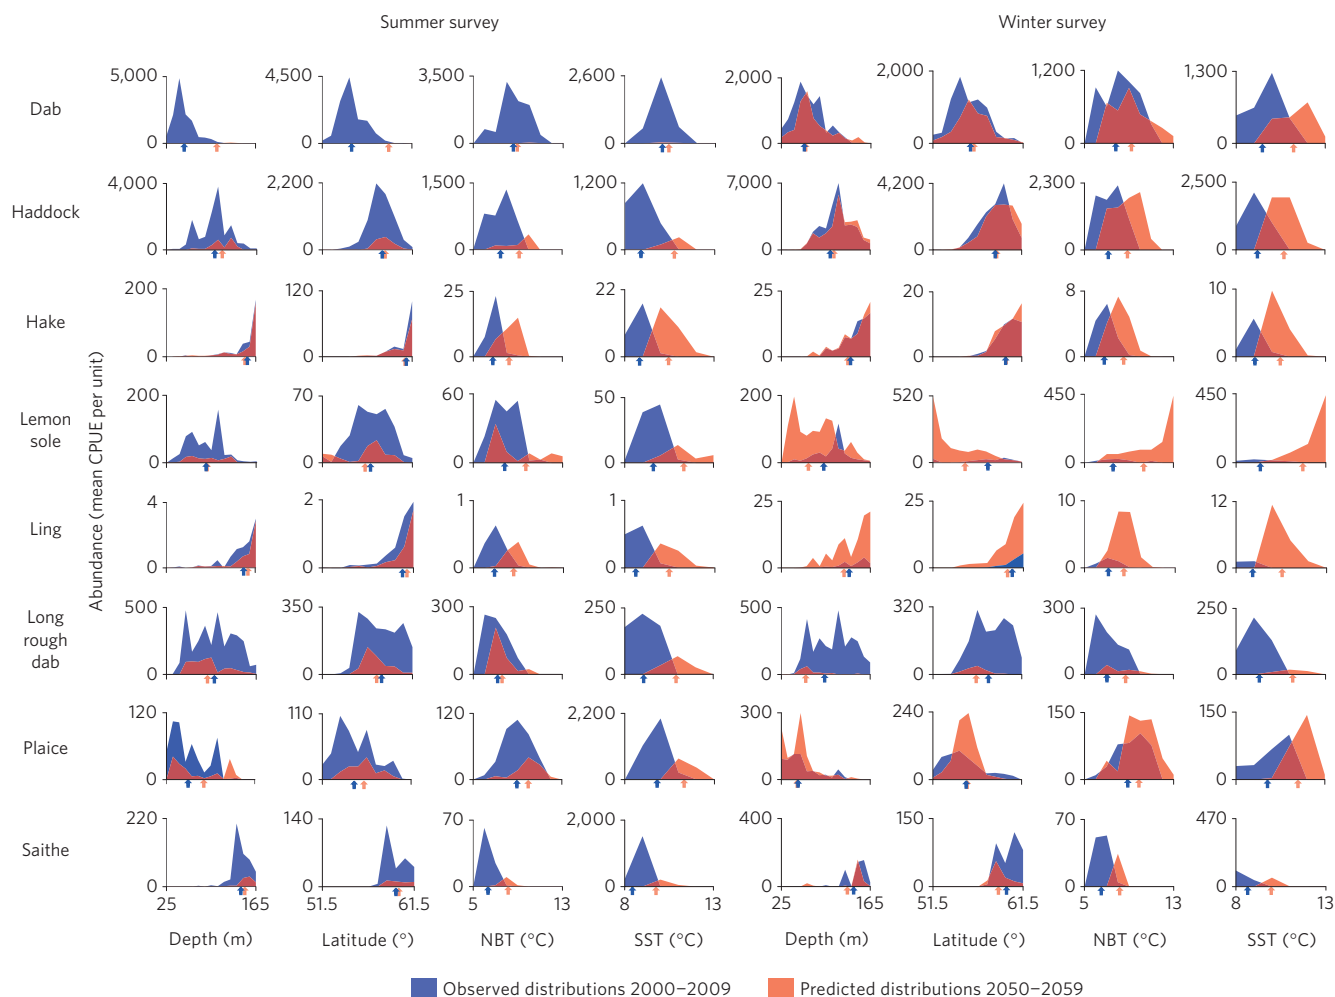 Summer survey Winter survey
Dab
5,000 0 4,500 0 3,500 0 2,600 0 2,000 0 2,000 0 1,200 0 1,300 0
Haddock
4,000 0 2,200 0 1,500 0 1,200 0 7,000 0 4,200 0 2,300 0 2,500 0
Hake
200 0 120 0 25 0 22 0 25 0 20 0 8 0 10 0
Lemon
sole
200 0 70 0 60 0 50 0 200 0 520 0 450 0 450 0
Ling
4 0 2 0 1 0 1 0 25 0 25 0 10 0 12 0
Long
rough
dab
500 0 350 0 300 0 250 0 500 0 320 0 300 0 250 0
Plaice
120 0 110 0 120 0 2,200 0 300 0 240 0 150 0 150 0
Saithe
220 0 140 0 70 0 2,000 0 400 0 150 0 70 0 470 0
Abundance (mean CPUE per unit)
25 165 51.5 61.5 5 13 8 13 25 165 51.5 61.5 5 13 8 13
Depth (m) Latitude (°) NBT (°C) SST (°C) Depth (m) Latitude (°) NBT (°C) SST (°C)
Observed distributions 2000–2009 Predicted distributions 2050–2059